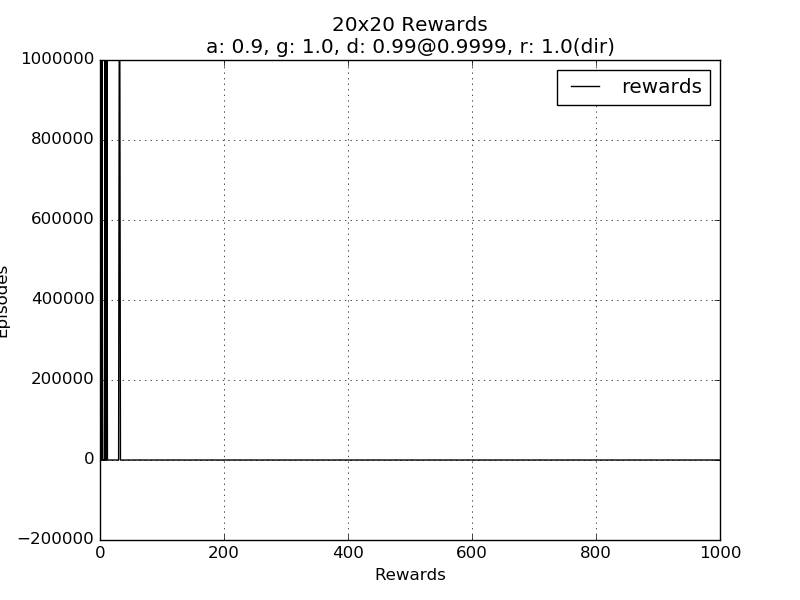 20x20 Rewards
a: 0.9, g: 1.0, d: 0.99@0.9999, r: 1.0(dir)
rewards
1000000
800000
600000
400000
200000
0
−200000
Episodes
0 200 400 600 800 1000
Rewards